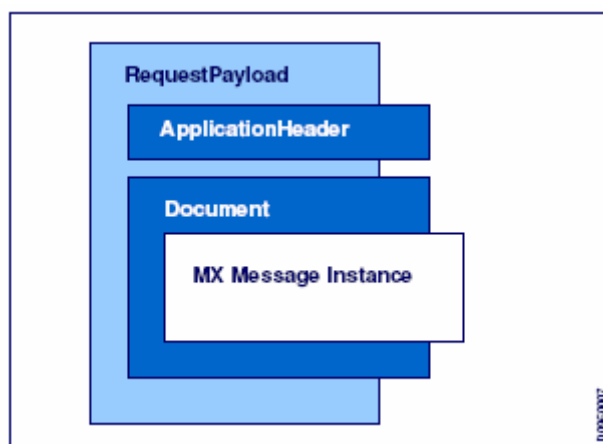 RequestPayload
ApplicationHeader
Document
MX Message Instance